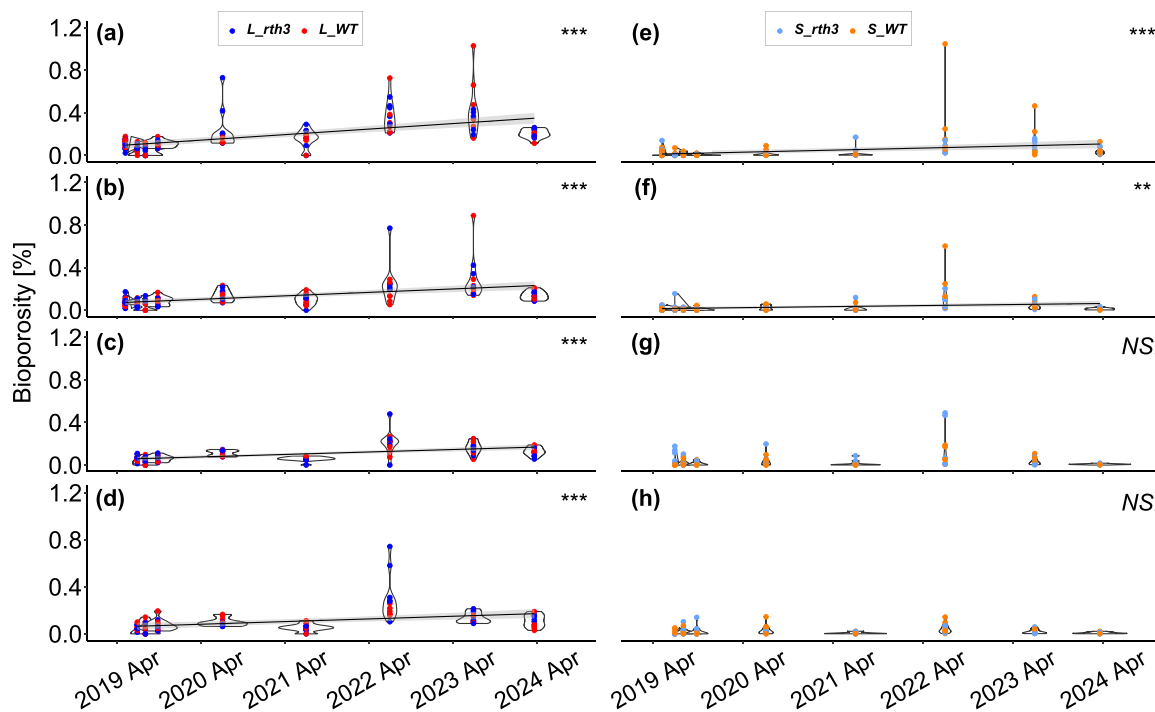 L_rth3 L_WT
S_rth3 S_WT
(a) ***
1.2
0.8
0.4
0.0
(e) ***
(b) ***
1.2
0.8
0.4
0.0
(f) **
(c) ***
1.2
0.8
0.4
0.0
(g) NS
(d) ***
1.2
0.8
0.4
0.0
(h) NS
Bioporosity [%]
2019 Apr
2020 Apr
2021 Apr
2022 Apr
2023 Apr
2024 Apr
2019 Apr
2020 Apr
2021 Apr
2022 Apr
2023 Apr
2024 Apr